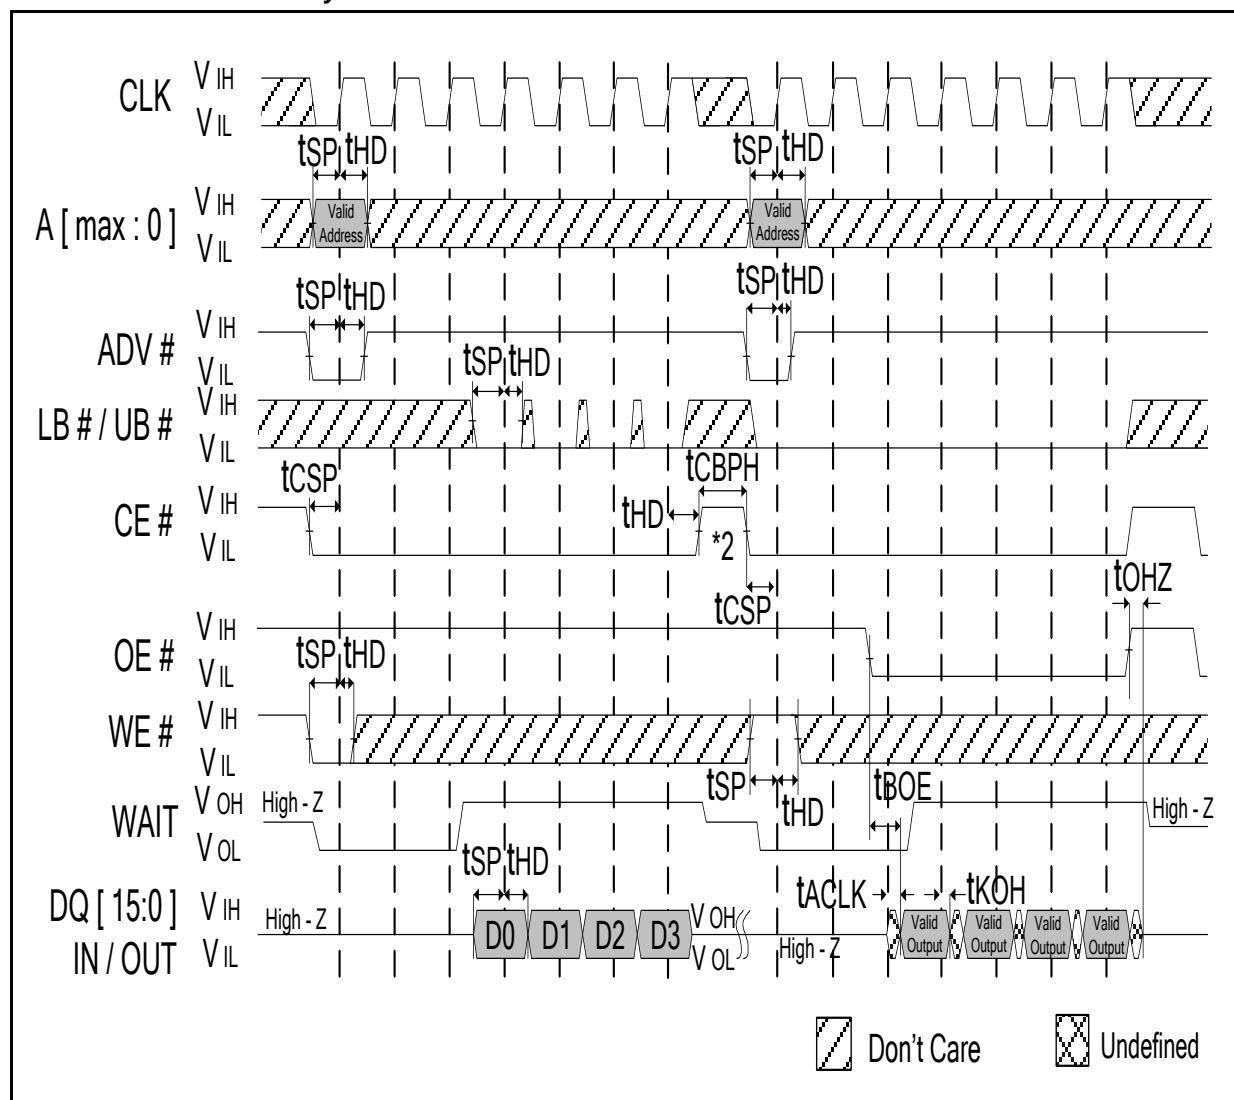 CLK V IH
V IL
tSP tHD tSP tHD
A [ max : 0 ] V IH
V IL
Valid Address Valid Address
tSP tHD tSP tHD
ADV # V IH
V IL
tSP tHD
LB # / UB # V IH
V IL
tCSP tHD tCBPH
CE # V IH
V IL
*2
tCSP tOHZ
OE # V IH
V IL
tSP tHD
WE # V IH
V IL
tSP tHD tBOE
WAIT V OH High - Z High - Z
V OL
tSP tHD tACLK tKOH
DQ [ 15:0 ] V IH High - Z
IN / OUT V IL
D0 D1 D2 D3 V OH
V OL High - Z
Valid Output Valid Output Valid Output Valid Output
Don't Care Undefined